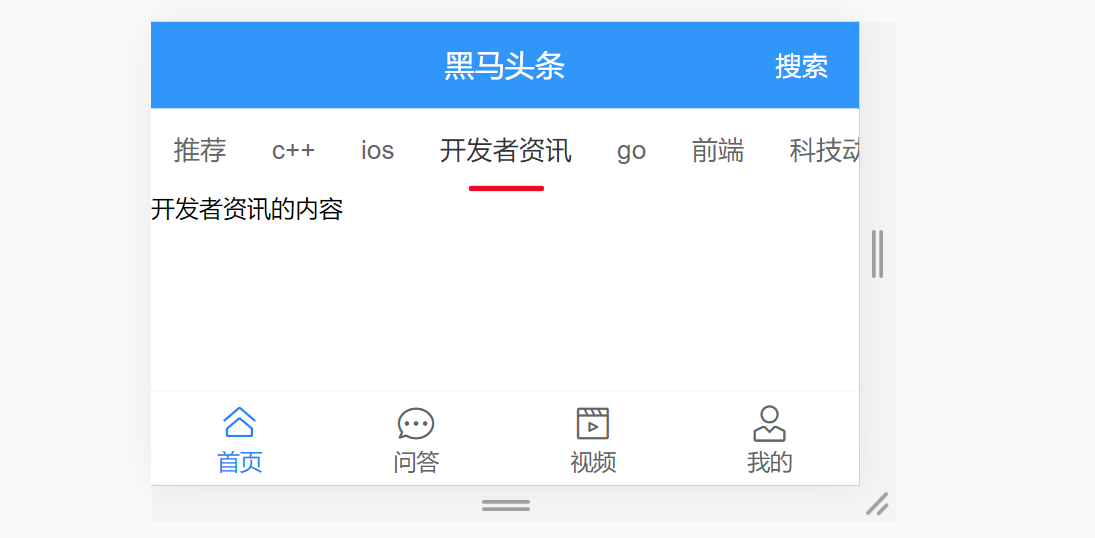 黑马头条 搜索
推荐 c++ ios 开发者资讯 go 前端 科技动
开发者资讯的内容
首页 问答 视频 我的